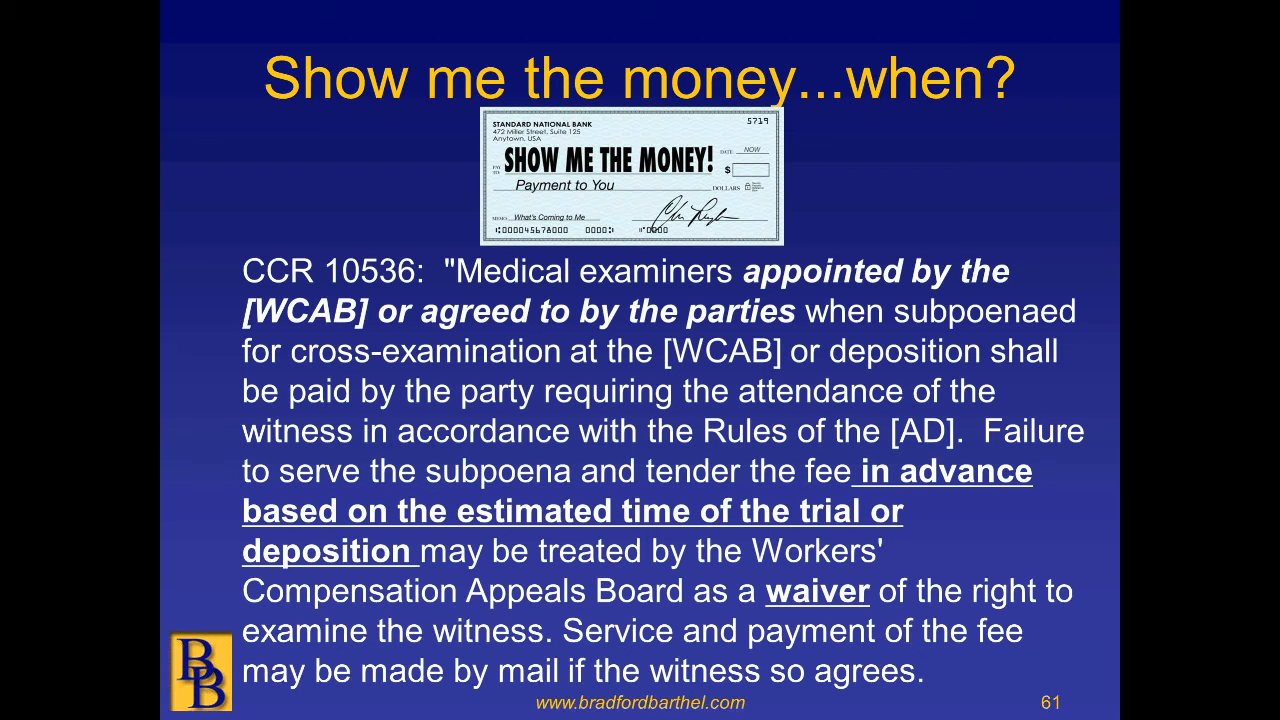 Show me the money...when?
STANDARD NATIONAL BANK
5719
472 Miller Street, Suite 125
Anytown, USA
DATE NOW
PAY TO: SHOW ME THE MONEY!
$
Payment to You
DOLLARS
MEMO What's Coming to Me
CCR 10536:  "Medical examiners appointed by the
[WCAB] or agreed to by the parties when subpoenaed
for cross-examination at the [WCAB] or deposition shall
be paid by the party requiring the attendance of the
witness in accordance with the Rules of the [AD].  Failure
to serve the subpoena and tender the fee in advance
based on the estimated time of the trial or
deposition may be treated by the Workers'
Compensation Appeals Board as a waiver of the right to
examine the witness. Service and payment of the fee
may be made by mail if the witness so agrees.
BB
www.bradfordbarthel.com
61